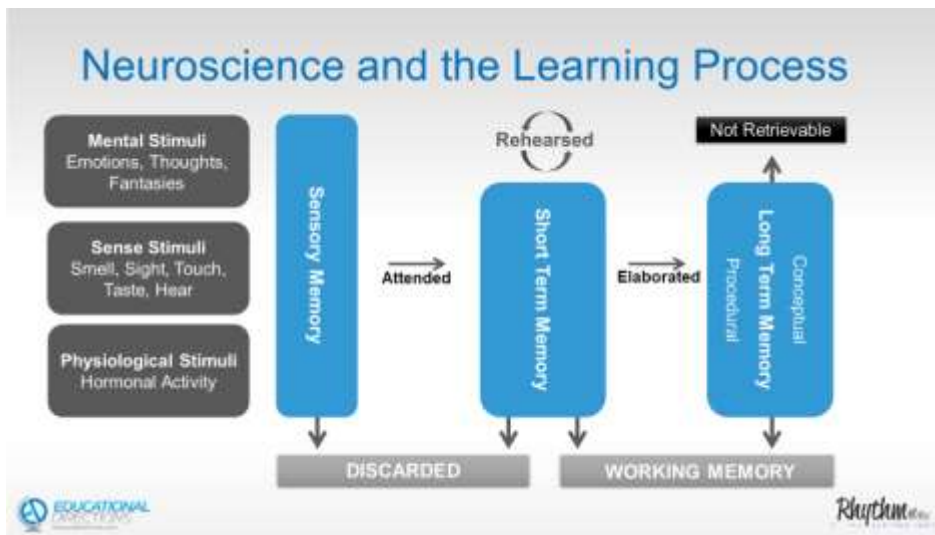 Neuroscience and the Learning Process
Mental Stimuli
Emotions, Thoughts,
Fantasies
Sense Stimuli
Smell, Sight, Touch,
Taste, Hear
Physiological Stimuli
Hormonal Activity
Sensory Memory
Attended
Rehearsed
Short Term Memory
Elaborated
Not Retrievable
Conceptual
Long Term Memory
Procedural
DISCARDED
WORKING MEMORY
EDUCATIONAL
DIRECTIONS
Rhythm